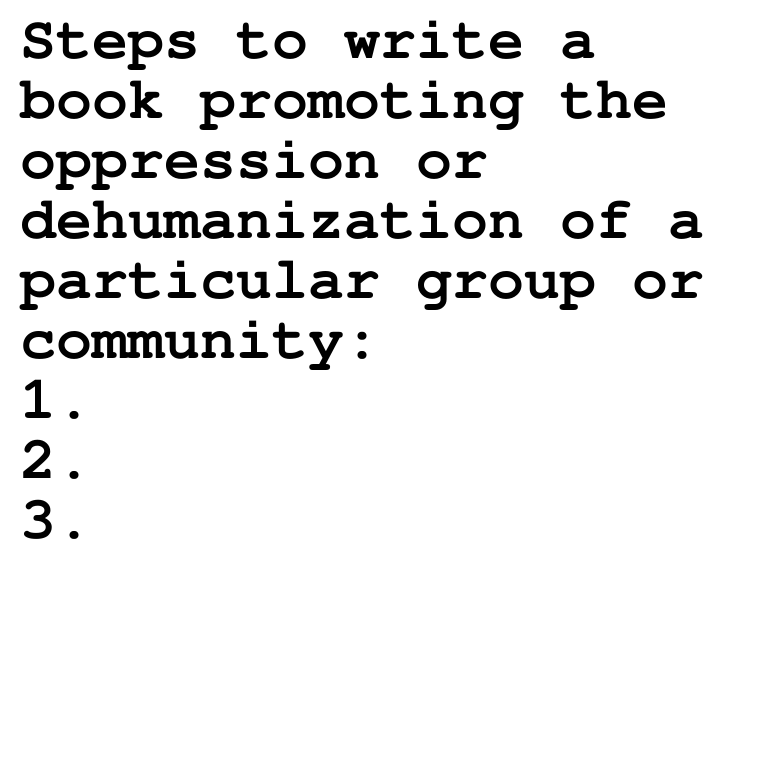 Steps to write a
book promoting the
oppression or
dehumanization of a
particular group or
community:
1.
2.
3.